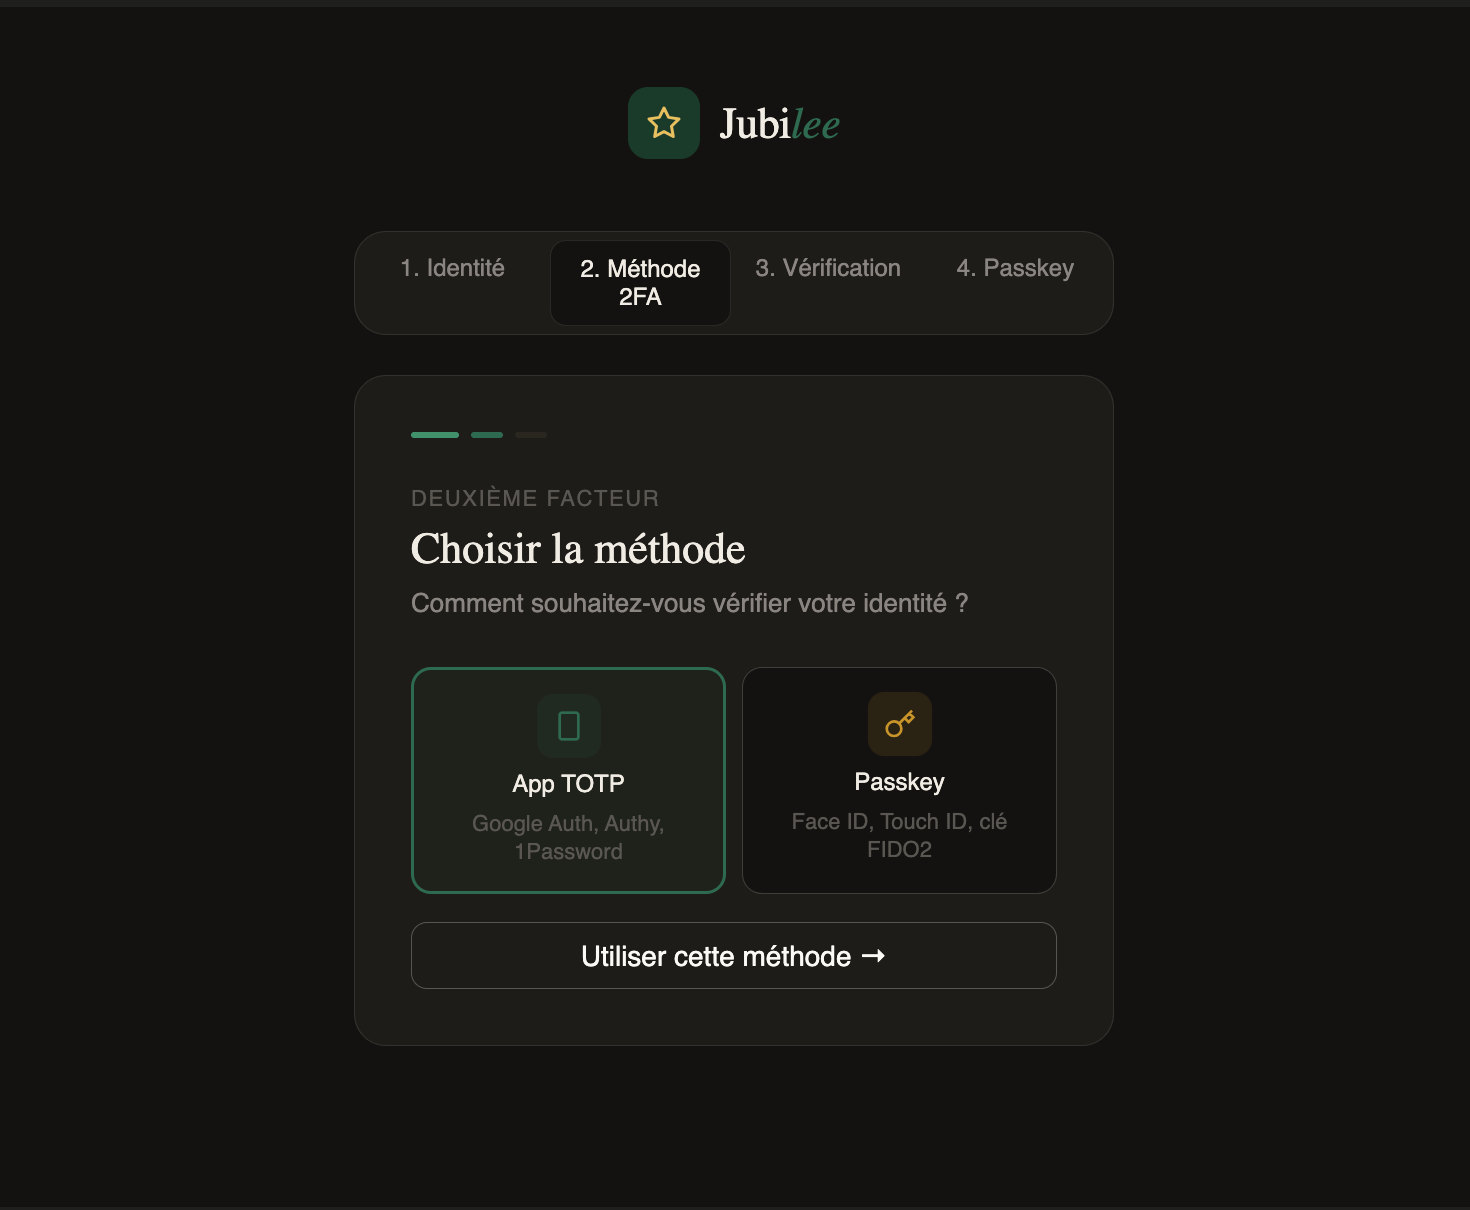 Jubilee
1. Identité
2. Méthode
2FA
3. Vérification
4. Passkey
DEUXIÈME FACTEUR
Choisir la méthode
Comment souhaitez-vous vérifier votre identité ?
App TOTP
Google Auth, Authy,
1Password
Passkey
Face ID, Touch ID, clé
FIDO2
Utiliser cette méthode →